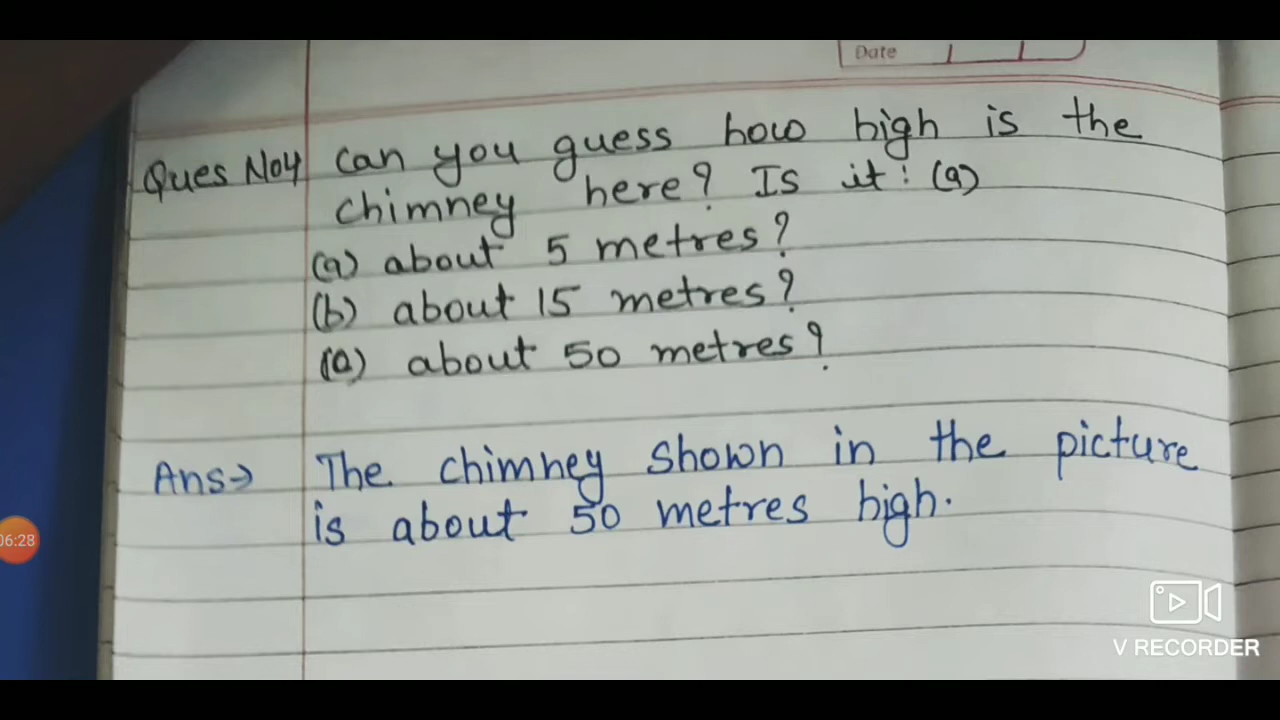 Date
Ques No4 can you guess how high is the
chimney here? Is it: (a)
(a) about 5 metres?
(b) about 15 metres?
(a) about 50 metres?
Ans→ The chimney shown in the picture
is about 50 metres high.
06:28
V RECORDER